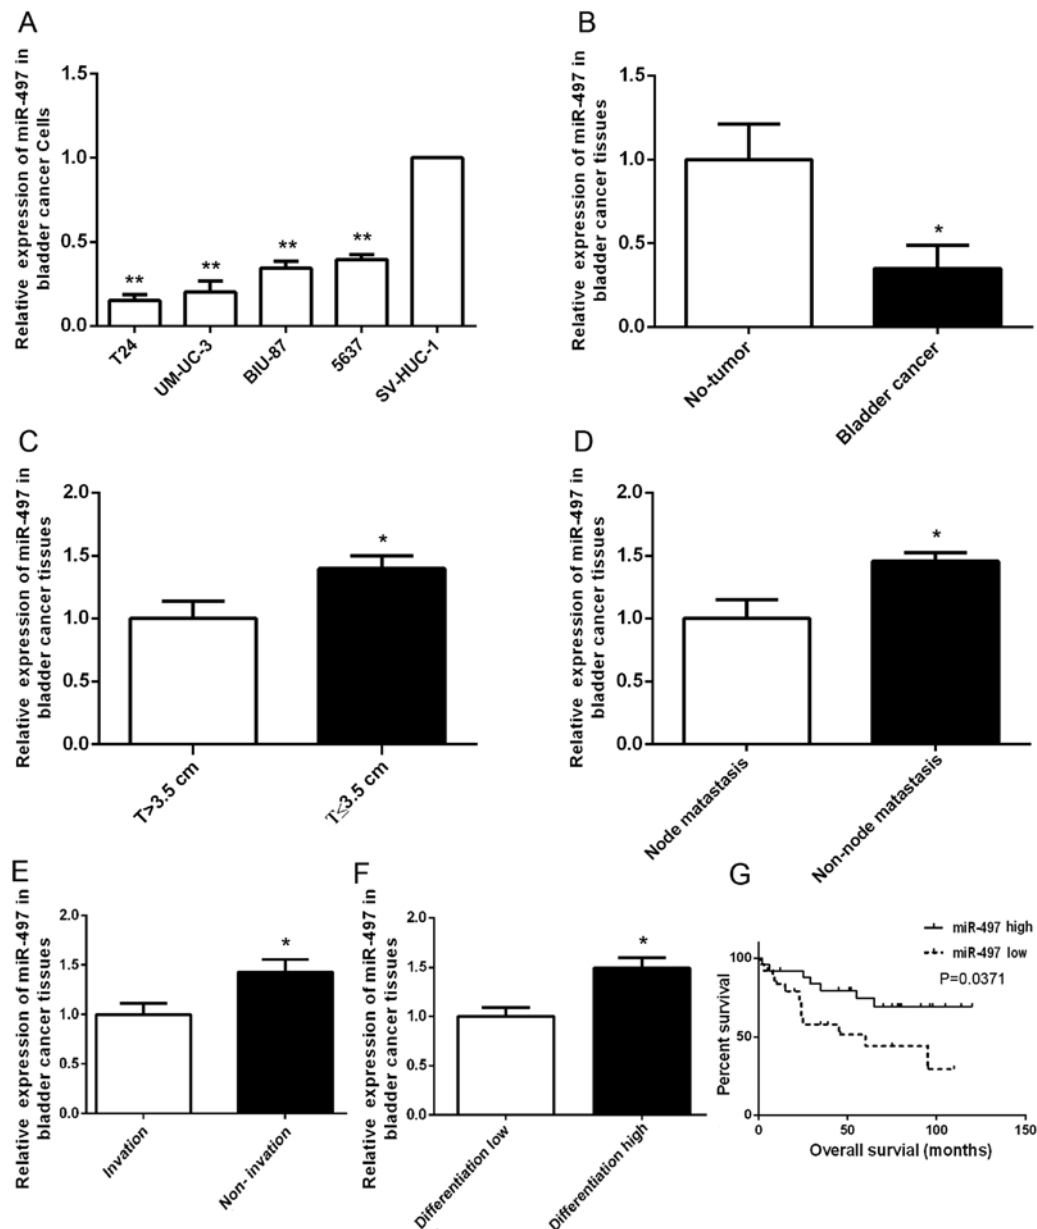 A
Relative expression of miR-497 in
bladder cancer Cells
1.5
1.0
0.5
0.0
**
**
**
**
T24
UM-UC-3
BIU-87
5637
SV-HUC-1
B
Relative expression of miR-497 in
bladder cancer tissues
1.5
1.0
0.5
0.0
*
No-tumor
Bladder cancer
C
Relative expression of miR-497 in
bladder cancer tissues
2.0
1.5
1.0
0.5
0.0
*
T>3.5 cm
T≤3.5 cm
D
Relative expression of miR-497 in
bladder cancer tissues
2.0
1.5
1.0
0.5
0.0
*
Node matastasis
Non-node matastasis
E
Relative expression of miR-497 in
bladder cancer tissues
2.0
1.5
1.0
0.5
0.0
*
Invation
Non- invation
F
Relative expression of miR-497 in
bladder cancer tissues
2.0
1.5
1.0
0.5
0.0
*
Differentiation low
Differentiation high
G
miR-497 high
miR-497 low
P=0.0371
Percent survival
100
50
0
0
50
100
150
Overall survial (months)